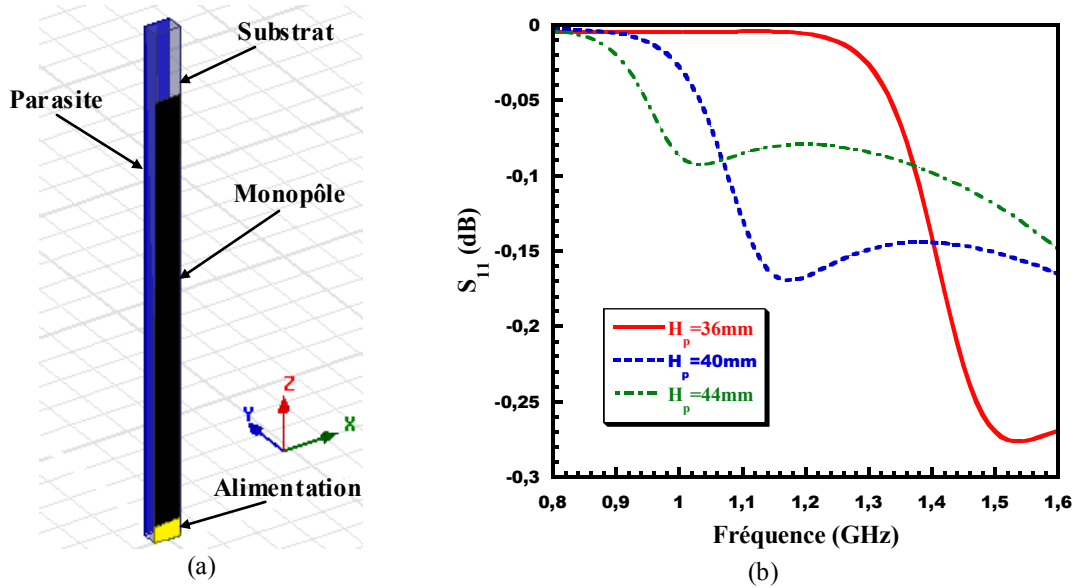 Substrat
Parasite
Monopôle
Z
Y
X
Alimentation
(a)
0
-0,05
-0,1
-0,15
-0,2
-0,25
-0,3
S11 (dB)
Hp=36mm
Hp=40mm
Hp=44mm
0,8 0,9 1 1,1 1,2 1,3 1,4 1,5 1,6
Fréquence (GHz)
(b)